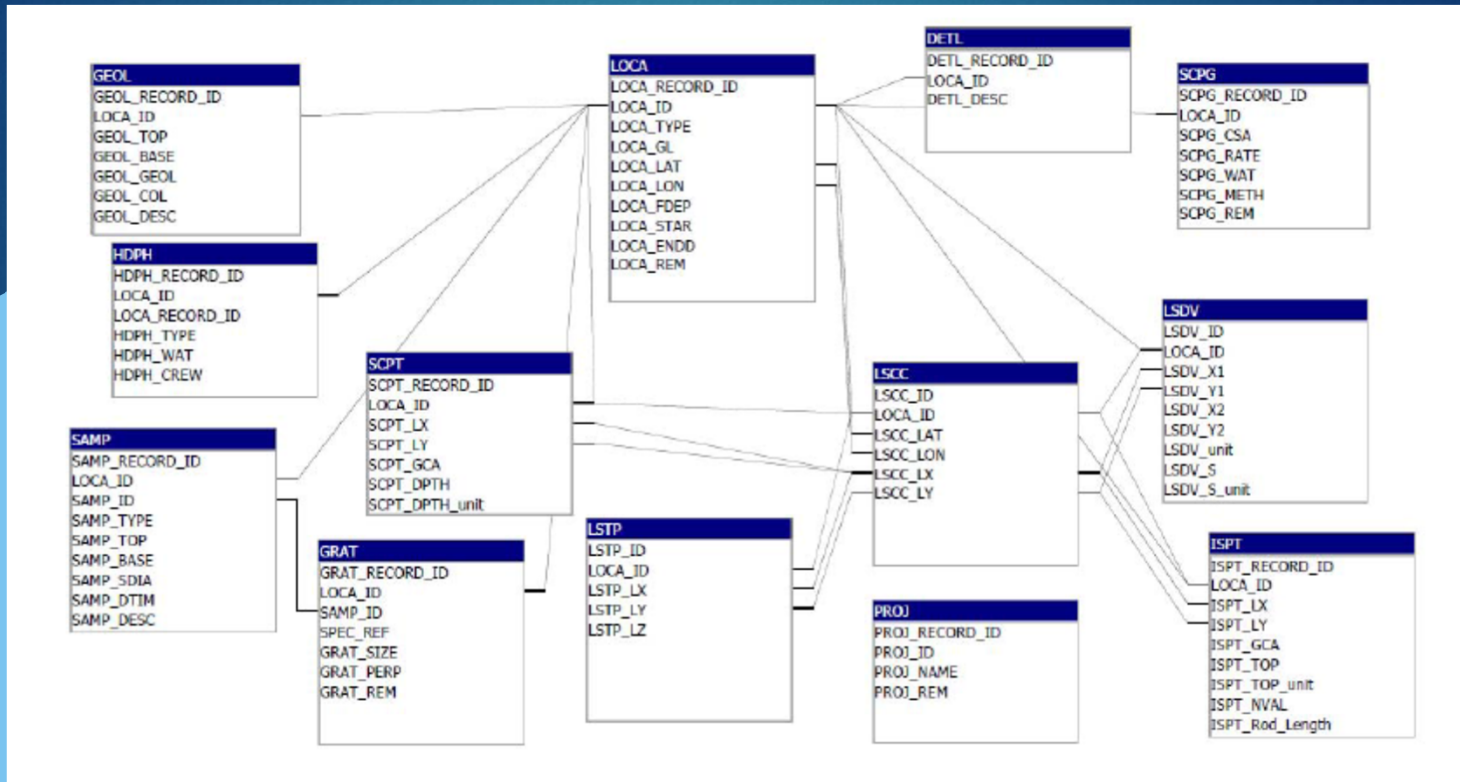 GEOL
GEOL_RECORD_ID
LOCA_ID
GEOL_TOP
GEOL_BASE
GEOL_GEOL
GEOL_COL
GEOL_DESC
HDPH
HDPH_RECORD_ID
LOCA_ID
LOCA_RECORD_ID
HDPH_TYPE
HDPH_WAT
HDPH_CREW
SAMP
SAMP_RECORD_ID
LOCA_ID
SAMP_ID
SAMP_TYPE
SAMP_TOP
SAMP_BASE
SAMP_SDIA
SAMP_DTIM
SAMP_DESC
SCPT
SCPT_RECORD_ID
LOCA_ID
SCPT_LX
SCPT_LY
SCPT_GCA
SCPT_DPTH
SCPT_DPTH_unit
GRAT
GRAT_RECORD_ID
LOCA_ID
SAMP_ID
SPEC_REF
GRAT_SIZE
GRAT_PERP
GRAT_REM
LOCA
LOCA_RECORD_ID
LOCA_ID
LOCA_TYPE
LOCA_GL
LOCA_LAT
LOCA_LON
LOCA_FDEP
LOCA_STAR
LOCA_ENDD
LOCA_REM
LSTP
LSTP_ID
LOCA_ID
LSTP_LX
LSTP_LY
LSTP_LZ
DETL
DETL_RECORD_ID
LOCA_ID
DETL_DESC
LSCC
LSCC_ID
LOCA_ID
LSCC_LAT
LSCC_LON
LSCC_LX
LSCC_LY
PROJ
PROJ_RECORD_ID
PROJ_ID
PROJ_NAME
PROJ_REM
SCPG
SCPG_RECORD_ID
LOCA_ID
SCPG_CSA
SCPG_RATE
SCPG_WAT
SCPG_METH
SCPG_REM
LSDV
LSDV_ID
LOCA_ID
LSDV_X1
LSDV_Y1
LSDV_X2
LSDV_Y2
LSDV_unit
LSDV_S
LSDV_S_unit
ISPT
ISPT_RECORD_ID
LOCA_ID
ISPT_LX
ISPT_LY
ISPT_GCA
ISPT_TOP
ISPT_TOP_unit
ISPT_NVAL
ISPT_Rod_Length